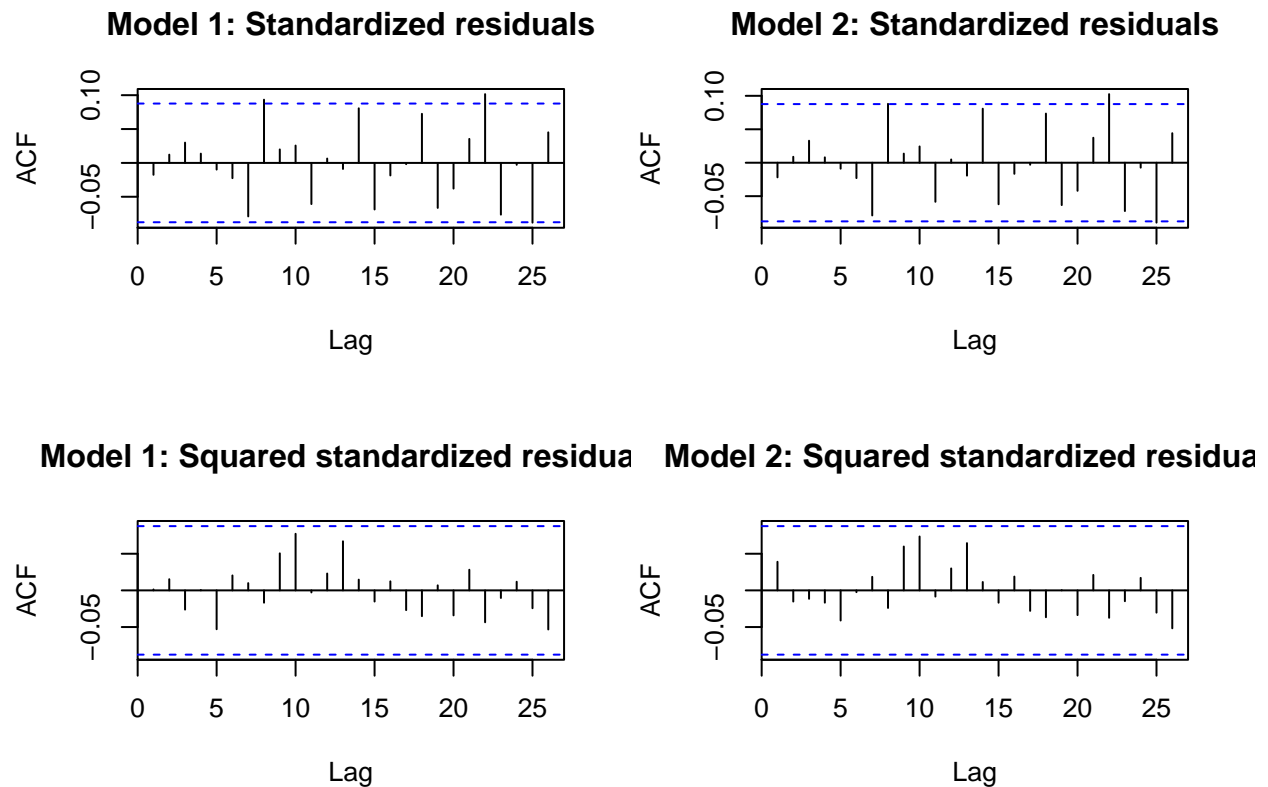 Model 1: Standardized residuals
ACF
−0.05 0.10
0 5 10 15 20 25
Lag
Model 2: Standardized residuals
ACF
−0.05 0.10
0 5 10 15 20 25
Lag
Model 1: Squared standardized residua
ACF
−0.05
0 5 10 15 20 25
Lag
Model 2: Squared standardized residua
ACF
−0.05
0 5 10 15 20 25
Lag